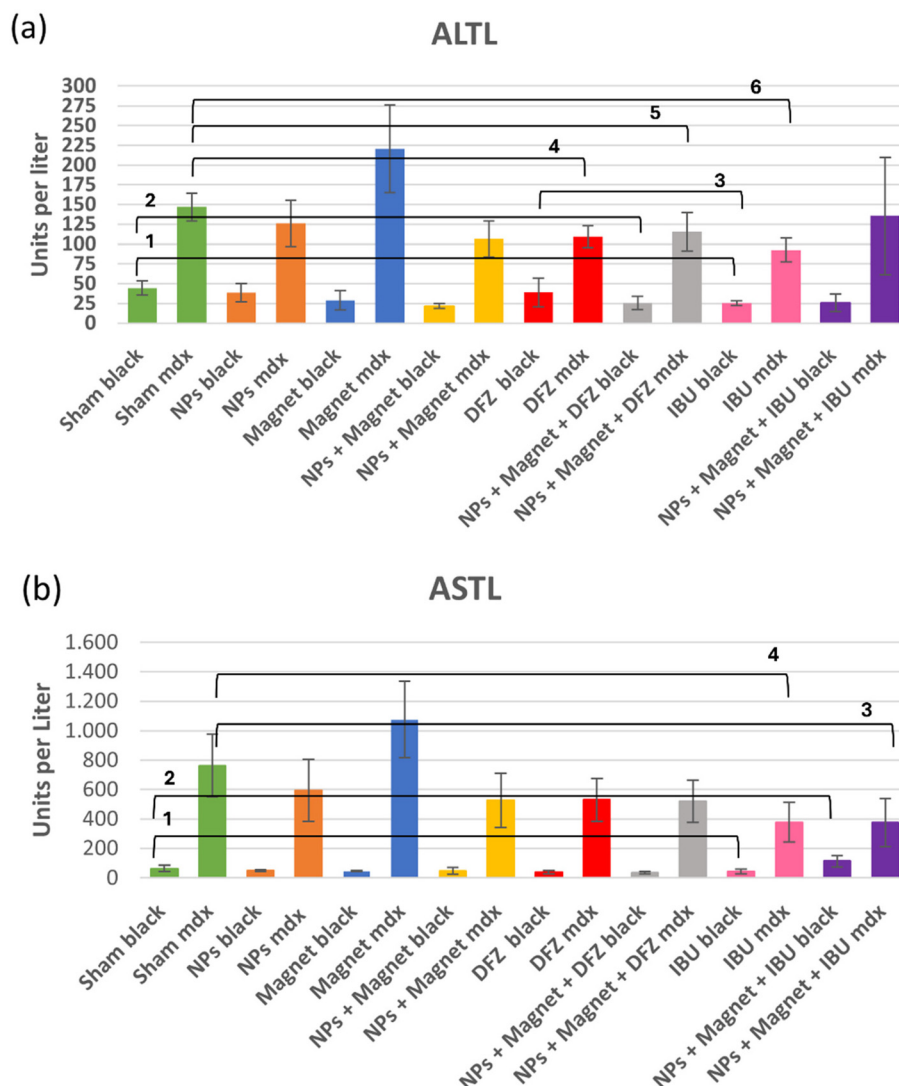 (a)
ALTL
Units per liter
300
275
250
225
200
175
150
125
100
75
50
25
0
6
5
4
3
2
1
Sham black
Sham mdx
NPs black
NPs mdx
Magnet black
Magnet mdx
NPs + Magnet black
NPs + Magnet mdx
DFZ black
DFZ mdx
NPs + Magnet + DFZ black
NPs + Magnet + DFZ mdx
IBU black
IBU mdx
NPs + Magnet + IBU black
NPs + Magnet + IBU mdx
(b)
ASTL
Units per Liter
1.600
1.400
1.200
1.000
800
600
400
200
0
4
3
2
1
Sham black
Sham mdx
NPs black
NPs mdx
Magnet black
Magnet mdx
NPs + Magnet black
NPs + Magnet mdx
DFZ black
DFZ mdx
NPs + Magnet + DFZ black
NPs + Magnet + DFZ mdx
IBU black
IBU mdx
NPs + Magnet + IBU black
NPs + Magnet + IBU mdx